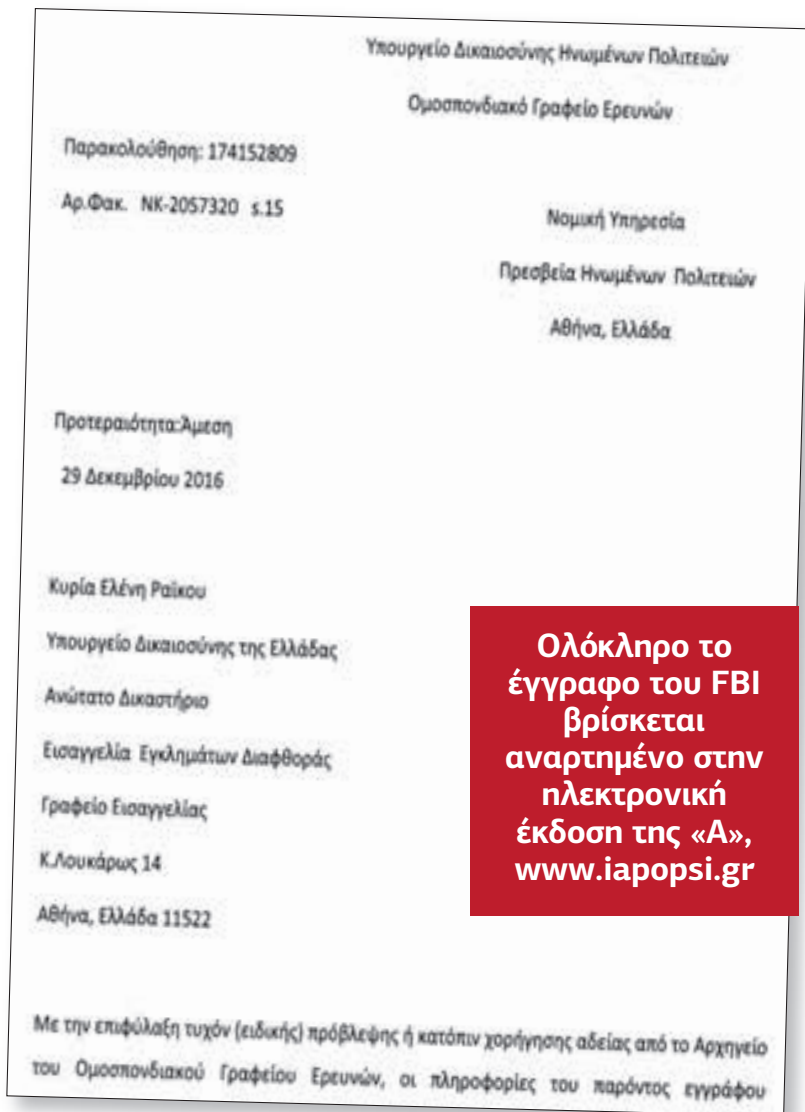 Υπουργείο Δικαιοσύνης Ηνωμένων Πολιτειών
Ομοσπονδιακό Γραφείο Ερευνών
Παρακολούθηση: 174152809
Αρ.Φακ. NK-2057320 s.15
Νομική Υπηρεσία
Πρεσβεία Ηνωμένων Πολιτειών
Αθήνα, Ελλάδα
Προτεραιότητα:Άμεση
29 Δεκεμβρίου 2016
Κυρία Ελένη Ραϊκου
Υπουργείο Δικαιοσύνης της Ελλάδας
Ανώτατο Δικαστήριο
Εισαγγελία Εγκλημάτων Διαφθοράς
Γραφείο Εισαγγελίας
Κ.Λουκάρως 14
Αθήνα, Ελλάδα 11522
Ολόκληρο το
έγγραφο του FBI
βρίσκεται
αναρτημένο στην
ηλεκτρονική
έκδοση της «Α»,
www.iapopsi.gr
Με την επιφύλαξη τυχόν (ειδικής) πρόβλεψης ή κατόπιν χορήγησης αδείας από το Αρχηγείο
του Ομοσπονδιακού Γραφείου Ερευνών, οι πληροφορίες του παρόντος εγγράφου